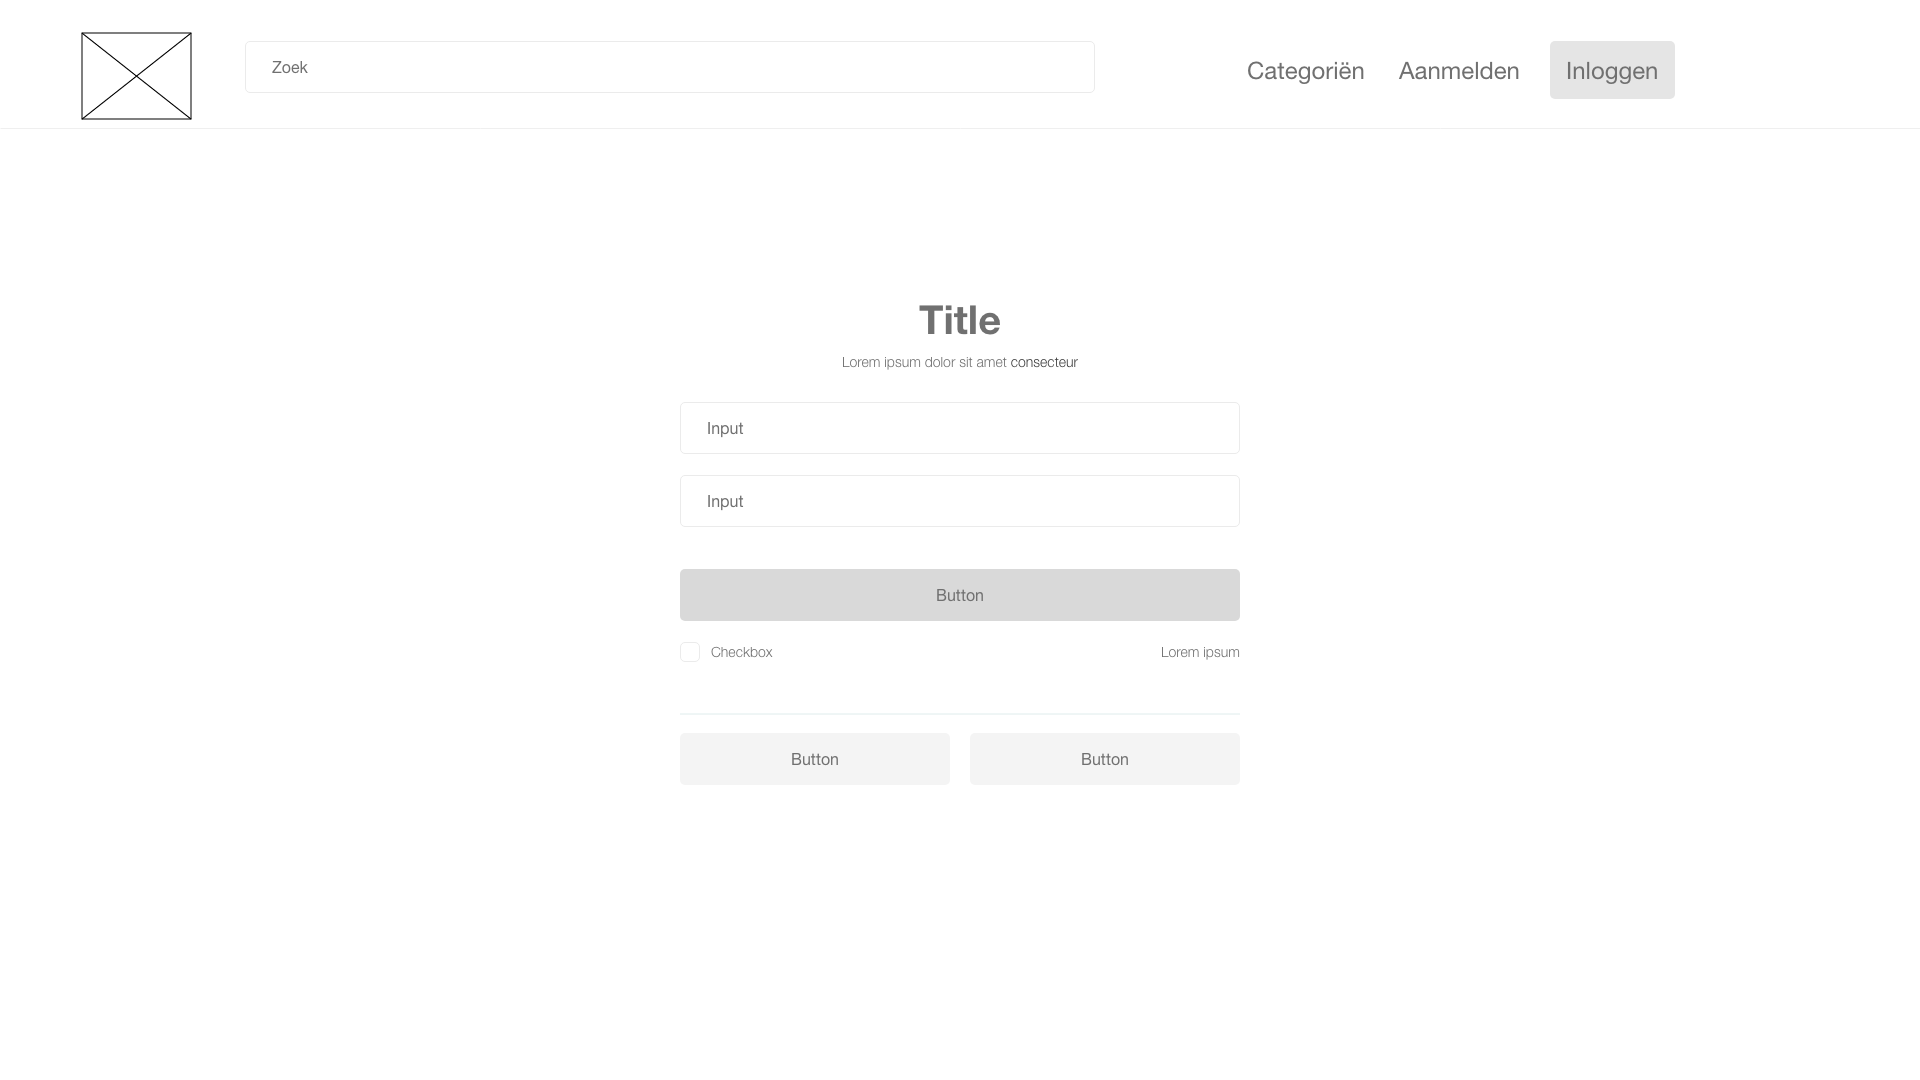 Zoek
Categoriën Aanmelden Inloggen
Title
Lorem ipsum dolor sit amet consecteur
Input
Input
Button
Checkbox Lorem ipsum
Button Button